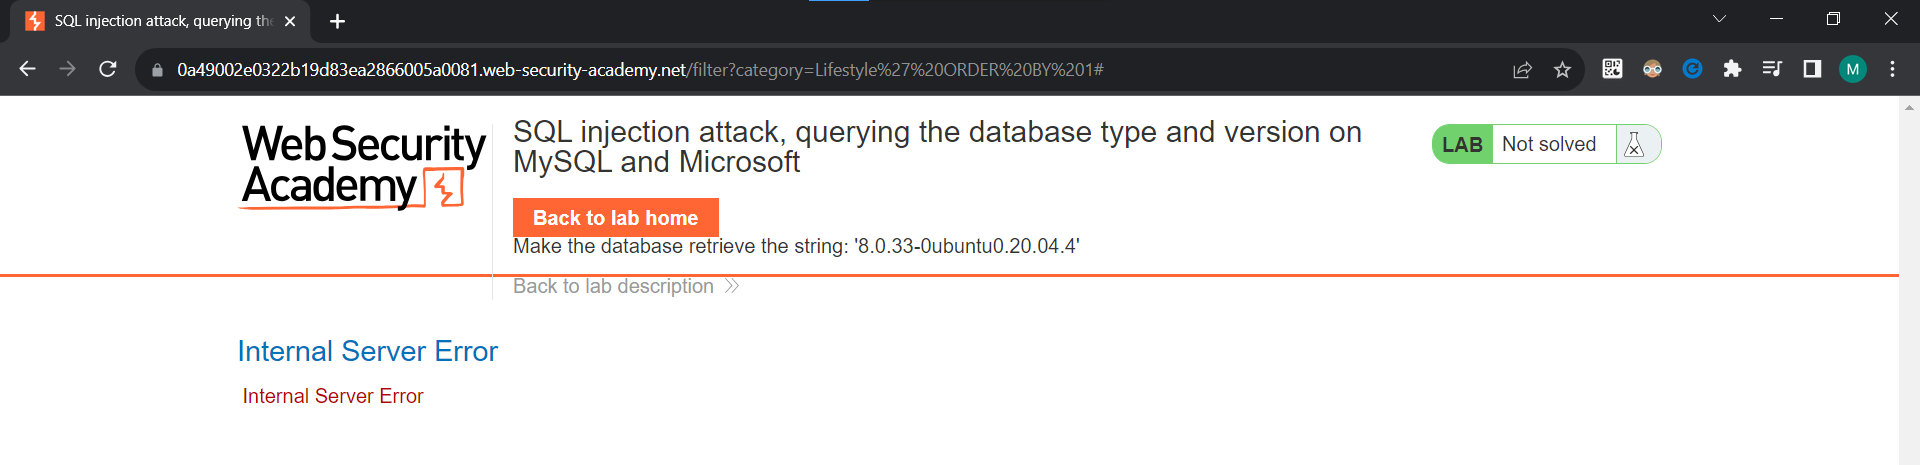 SQL injection attack, querying the
0a49002e0322b19d83ea2866005a0081.web-security-academy.net/filter?category=Lifestyle%27%20ORDER%20BY%201#
M
Web Security
Academy
SQL injection attack, querying the database type and version on
MySQL and Microsoft
LAB Not solved
Back to lab home
Make the database retrieve the string: '8.0.33-0ubuntu0.20.04.4'
Back to lab description
Internal Server Error
Internal Server Error